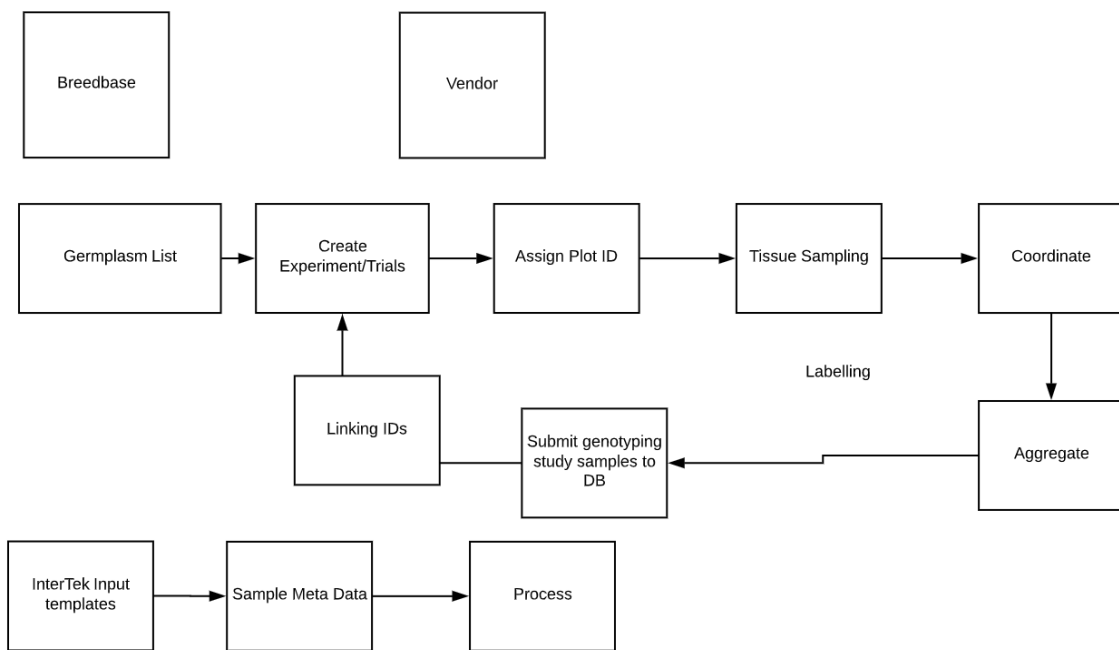 Breedbase
Vendor
Germplasm List
Create
Experiment/Trials
Assign Plot ID
Tissue Sampling
Coordinate
Labelling
Linking IDs
Submit genotyping
study samples to
DB
Aggregate
InterTek Input
templates
Sample Meta Data
Process